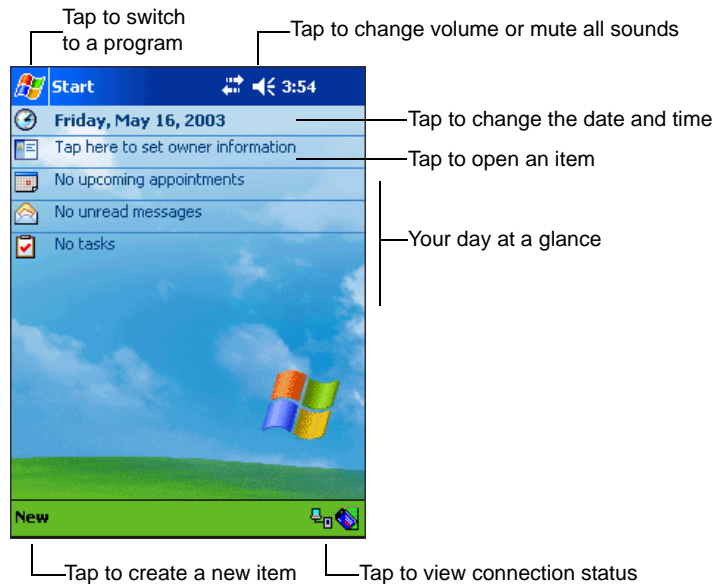 Tap to switch
to a program
Tap to change volume or mute all sounds
Start 3:54
Friday, May 16, 2003
Tap to change the date and time
Tap here to set owner information
Tap to open an item
No upcoming appointments
No unread messages
Your day at a glance
No tasks
New
Tap to create a new item
Tap to view connection status